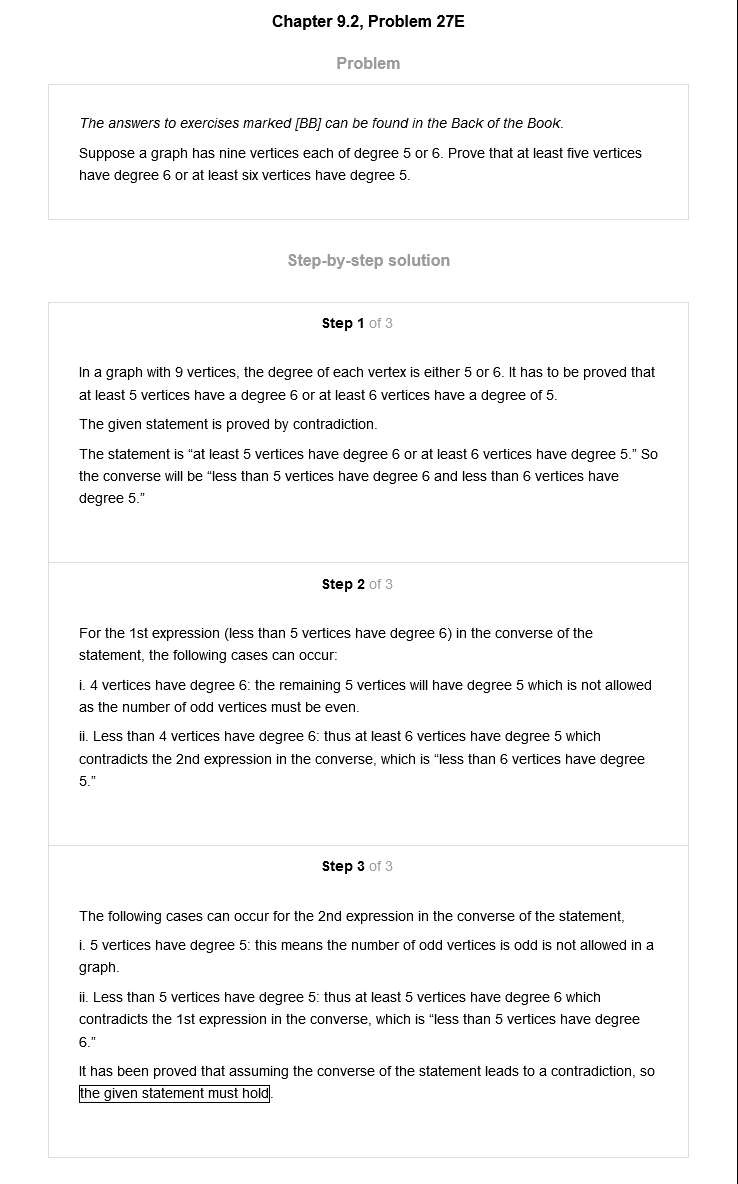 Chapter 9.2, Problem 27E
Problem
The answers to exercises marked [BB] can be found in the Back of the Book.
Suppose a graph has nine vertices each of degree 5 or 6. Prove that at least five vertices
have degree 6 or at least six vertices have degree 5.
Step-by-step solution
Step 1 of 3
In a graph with 9 vertices, the degree of each vertex is either 5 or 6. It has to be proved that
at least 5 vertices have a degree 6 or at least 6 vertices have a degree of 5.
The given statement is proved by contradiction.
The statement is “at least 5 vertices have degree 6 or at least 6 vertices have degree 5.” So
the converse will be “less than 5 vertices have degree 6 and less than 6 vertices have
degree 5.”
Step 2 of 3
For the 1st expression (less than 5 vertices have degree 6) in the converse of the
statement, the following cases can occur:
i. 4 vertices have degree 6: the remaining 5 vertices will have degree 5 which is not allowed
as the number of odd vertices must be even.
ii. Less than 4 vertices have degree 6: thus at least 6 vertices have degree 5 which
contradicts the 2nd expression in the converse, which is “less than 6 vertices have degree
5.”
Step 3 of 3
The following cases can occur for the 2nd expression in the converse of the statement,
i. 5 vertices have degree 5: this means the number of odd vertices is odd is not allowed in a
graph.
ii. Less than 5 vertices have degree 5: thus at least 5 vertices have degree 6 which
contradicts the 1st expression in the converse, which is “less than 5 vertices have degree
6.”
It has been proved that assuming the converse of the statement leads to a contradiction, so
the given statement must hold.